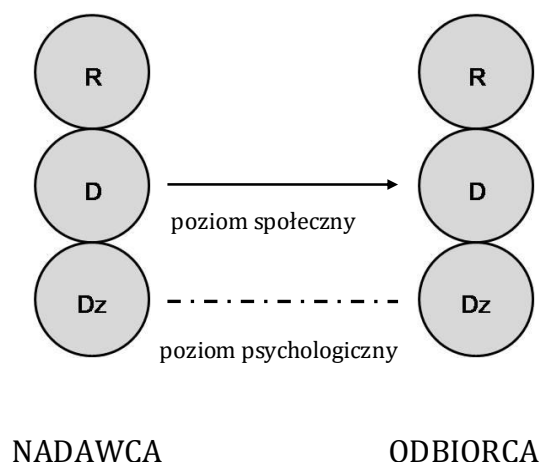 R R
D D
poziom społeczny
Dz Dz
poziom psychologiczny
NADAWCA ODBIORCA